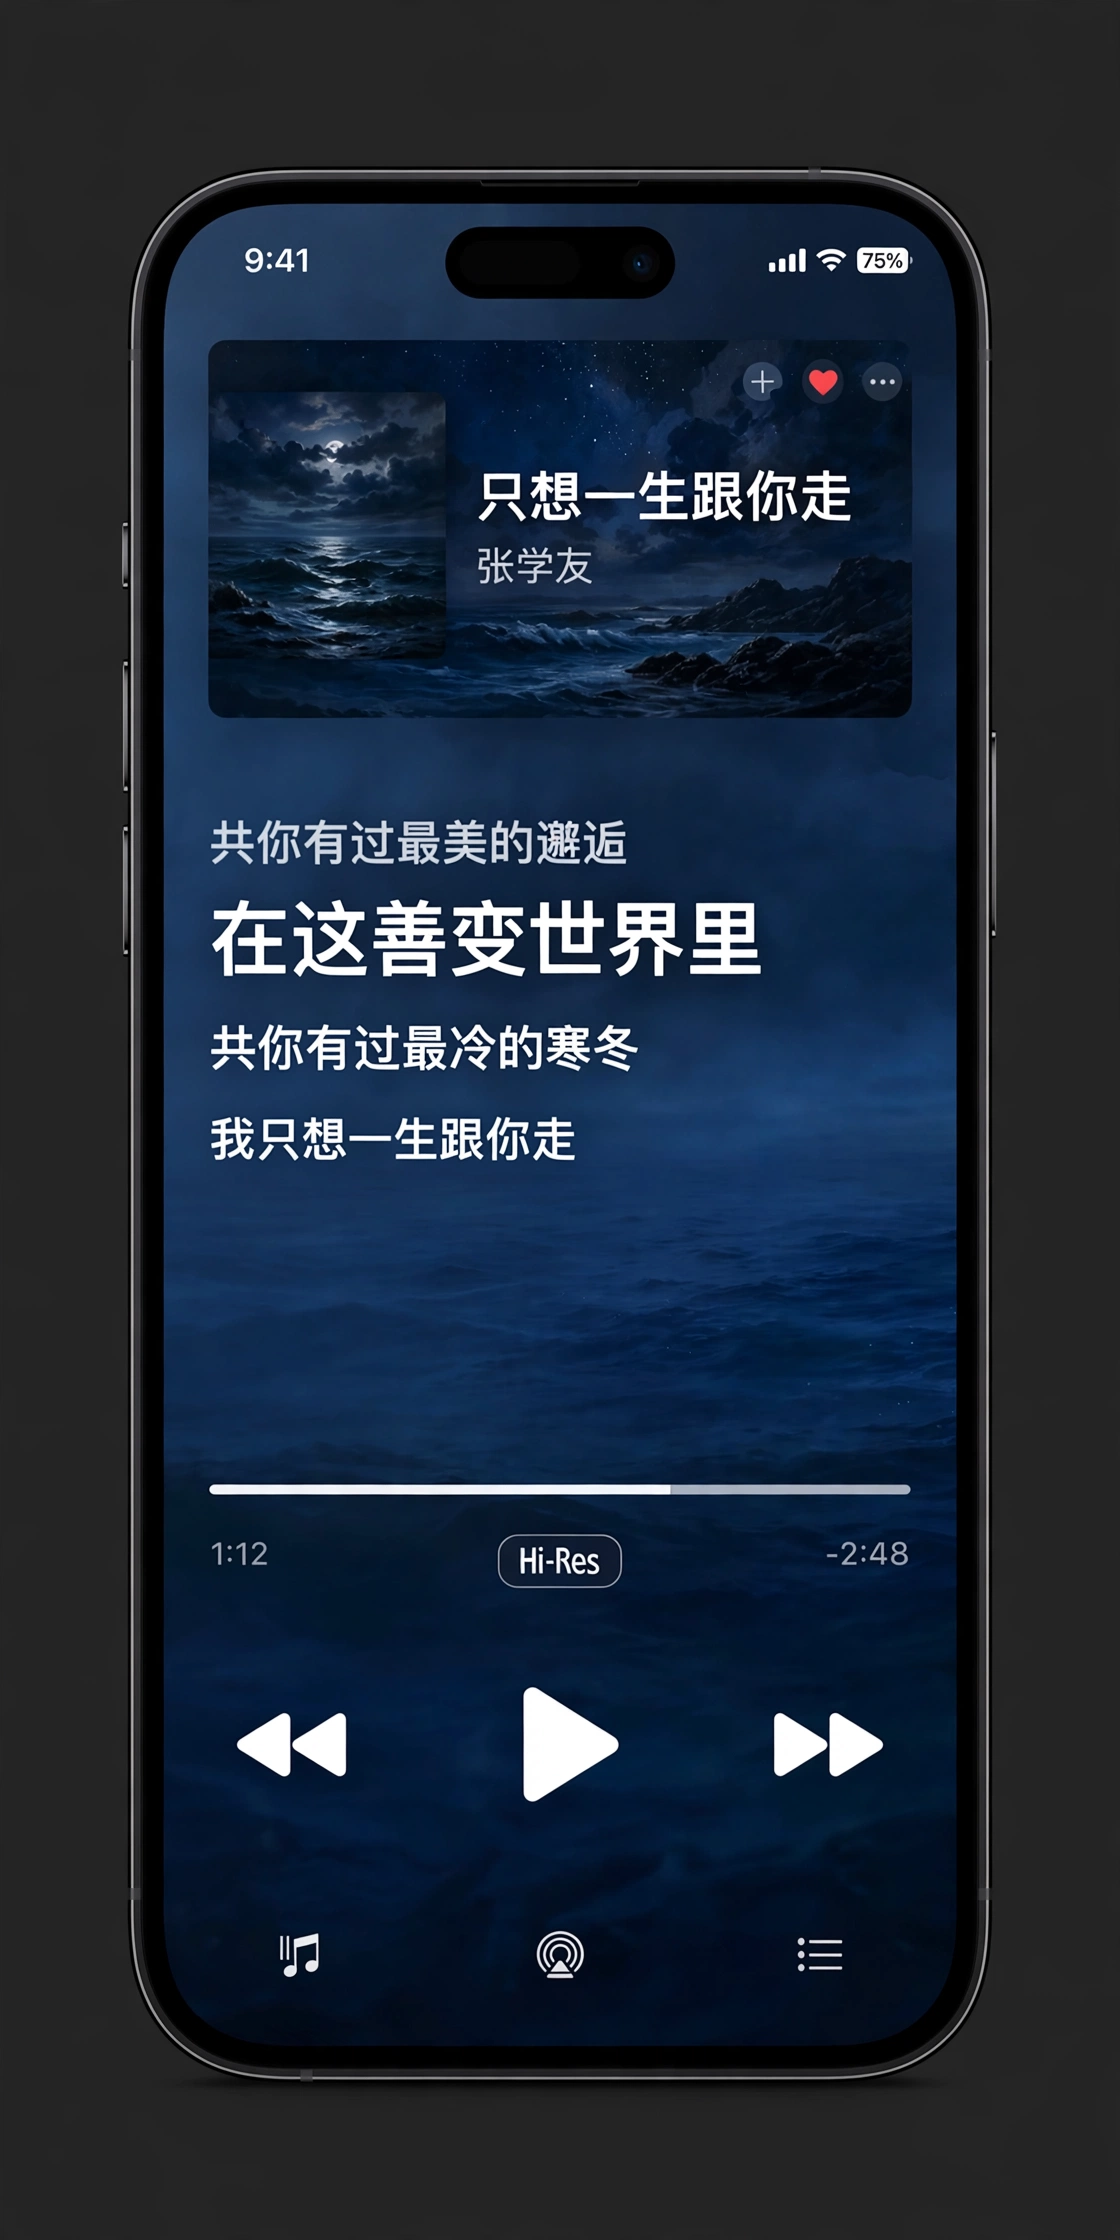 9:41
75%
只想一生跟你走
张学友
共你有过最美的邂逅
在这善变世界里
共你有过最冷的寒冬
我只想一生跟你走
1:12
Hi-Res
-2:48